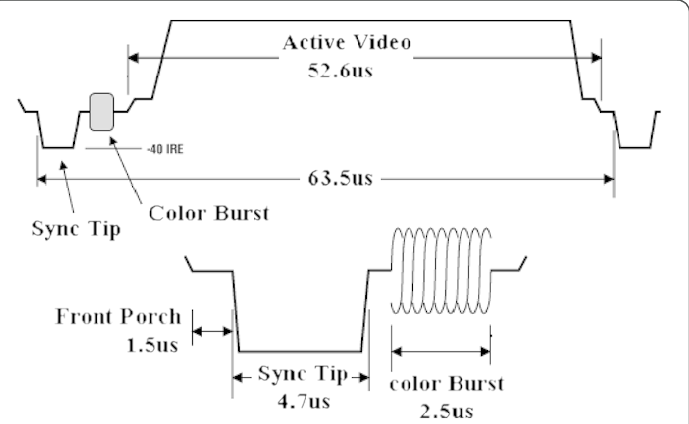 Active Video
52.6us
-40 IRE
63.5us
Color Burst
Sync Tip
Front Porch
1.5us
Sync Tip
4.7us
color Burst
2.5us